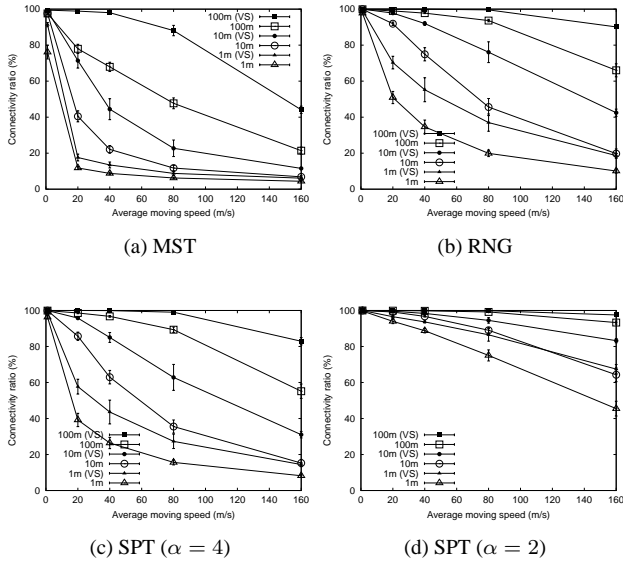 100
80
60
40
20
0
0 20 40 60 80 100 120 140 160
Connectivity ratio (%)
Average moving speed (m/s)
100m (VS)
100m
10m (VS)
10m
1m (VS)
1m
(a) MST
100
80
60
40
20
0
0 20 40 60 80 100 120 140 160
Connectivity ratio (%)
Average moving speed (m/s)
100m (VS)
100m
10m (VS)
10m
1m (VS)
1m
(b) RNG
100
80
60
40
20
0
0 20 40 60 80 100 120 140 160
Connectivity ratio (%)
Average moving speed (m/s)
100m (VS)
100m
10m (VS)
10m
1m (VS)
1m
(c) SPT (α = 4)
100
80
60
40
20
0
0 20 40 60 80 100 120 140 160
Connectivity ratio (%)
Average moving speed (m/s)
100m (VS)
100m
10m (VS)
10m
1m (VS)
1m
(d) SPT (α = 2)